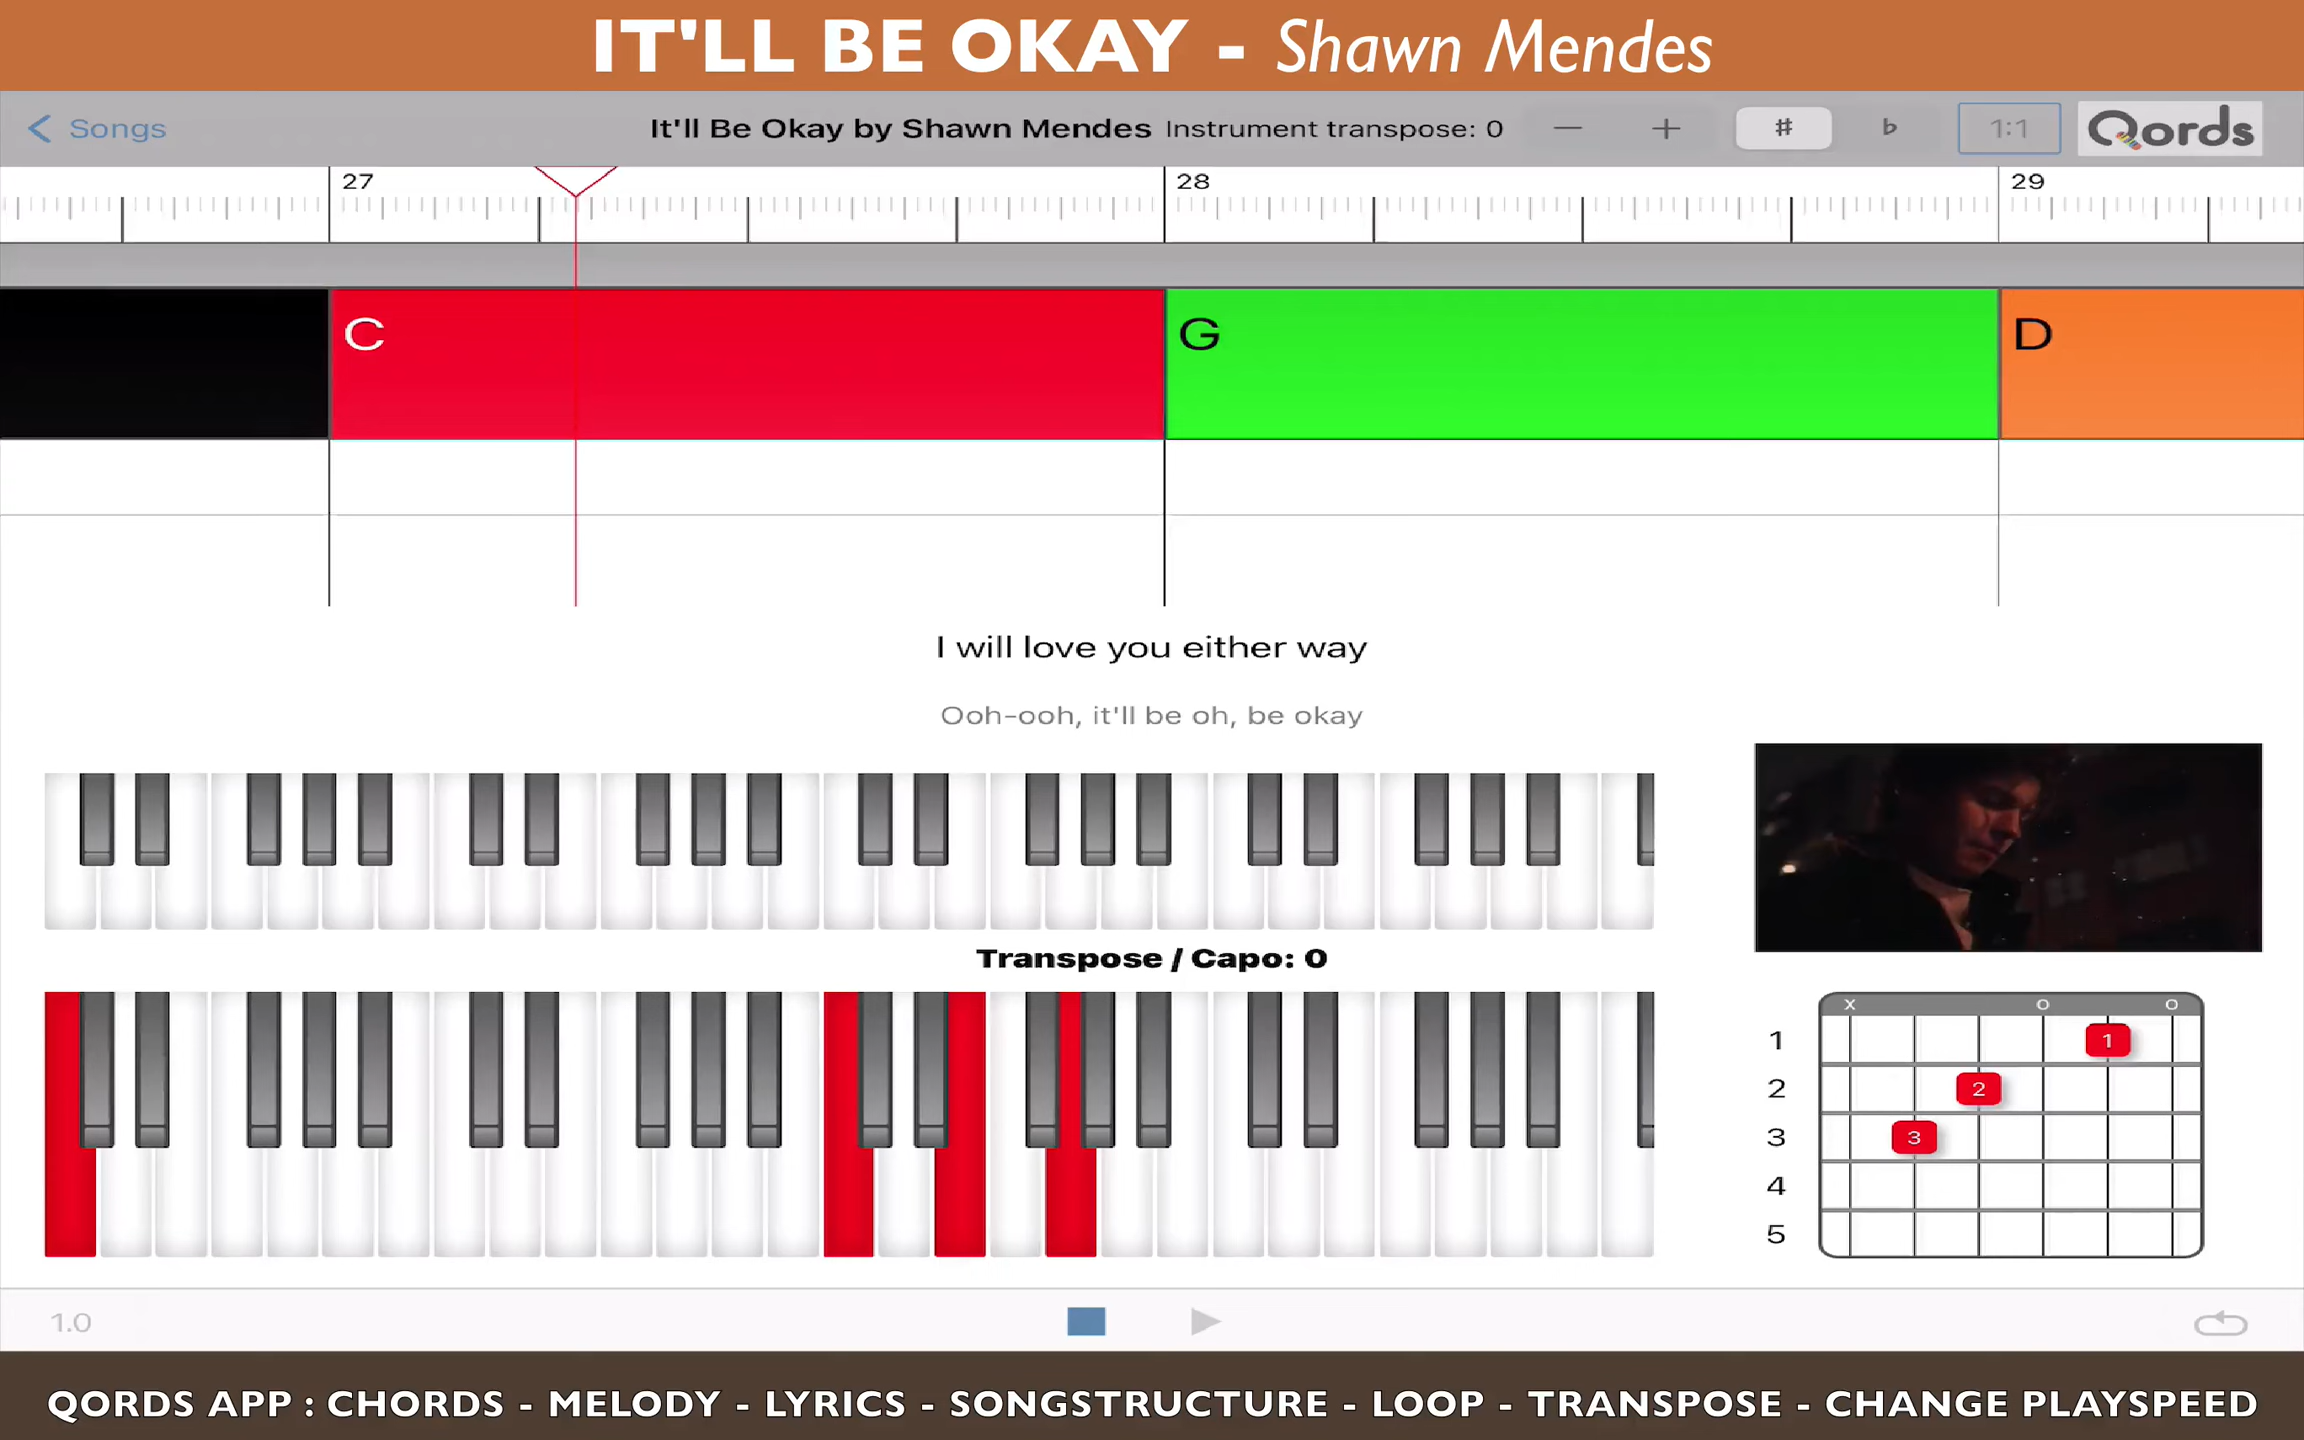 IT'LL BE OKAY - Shawn Mendes
Songs
It'll Be Okay by Shawn Mendes Instrument transpose: 0 — + # ♭ 1:1 Qords
27 28 29
C G D
I will love you either way
Ooh-ooh, it'll be oh, be okay
Transpose / Capo: 0
x o o
1 1
2 2
3 3
4
5
1.0
QORDS APP : CHORDS - MELODY - LYRICS - SONGSTRUCTURE - LOOP - TRANSPOSE - CHANGE PLAYSPEED